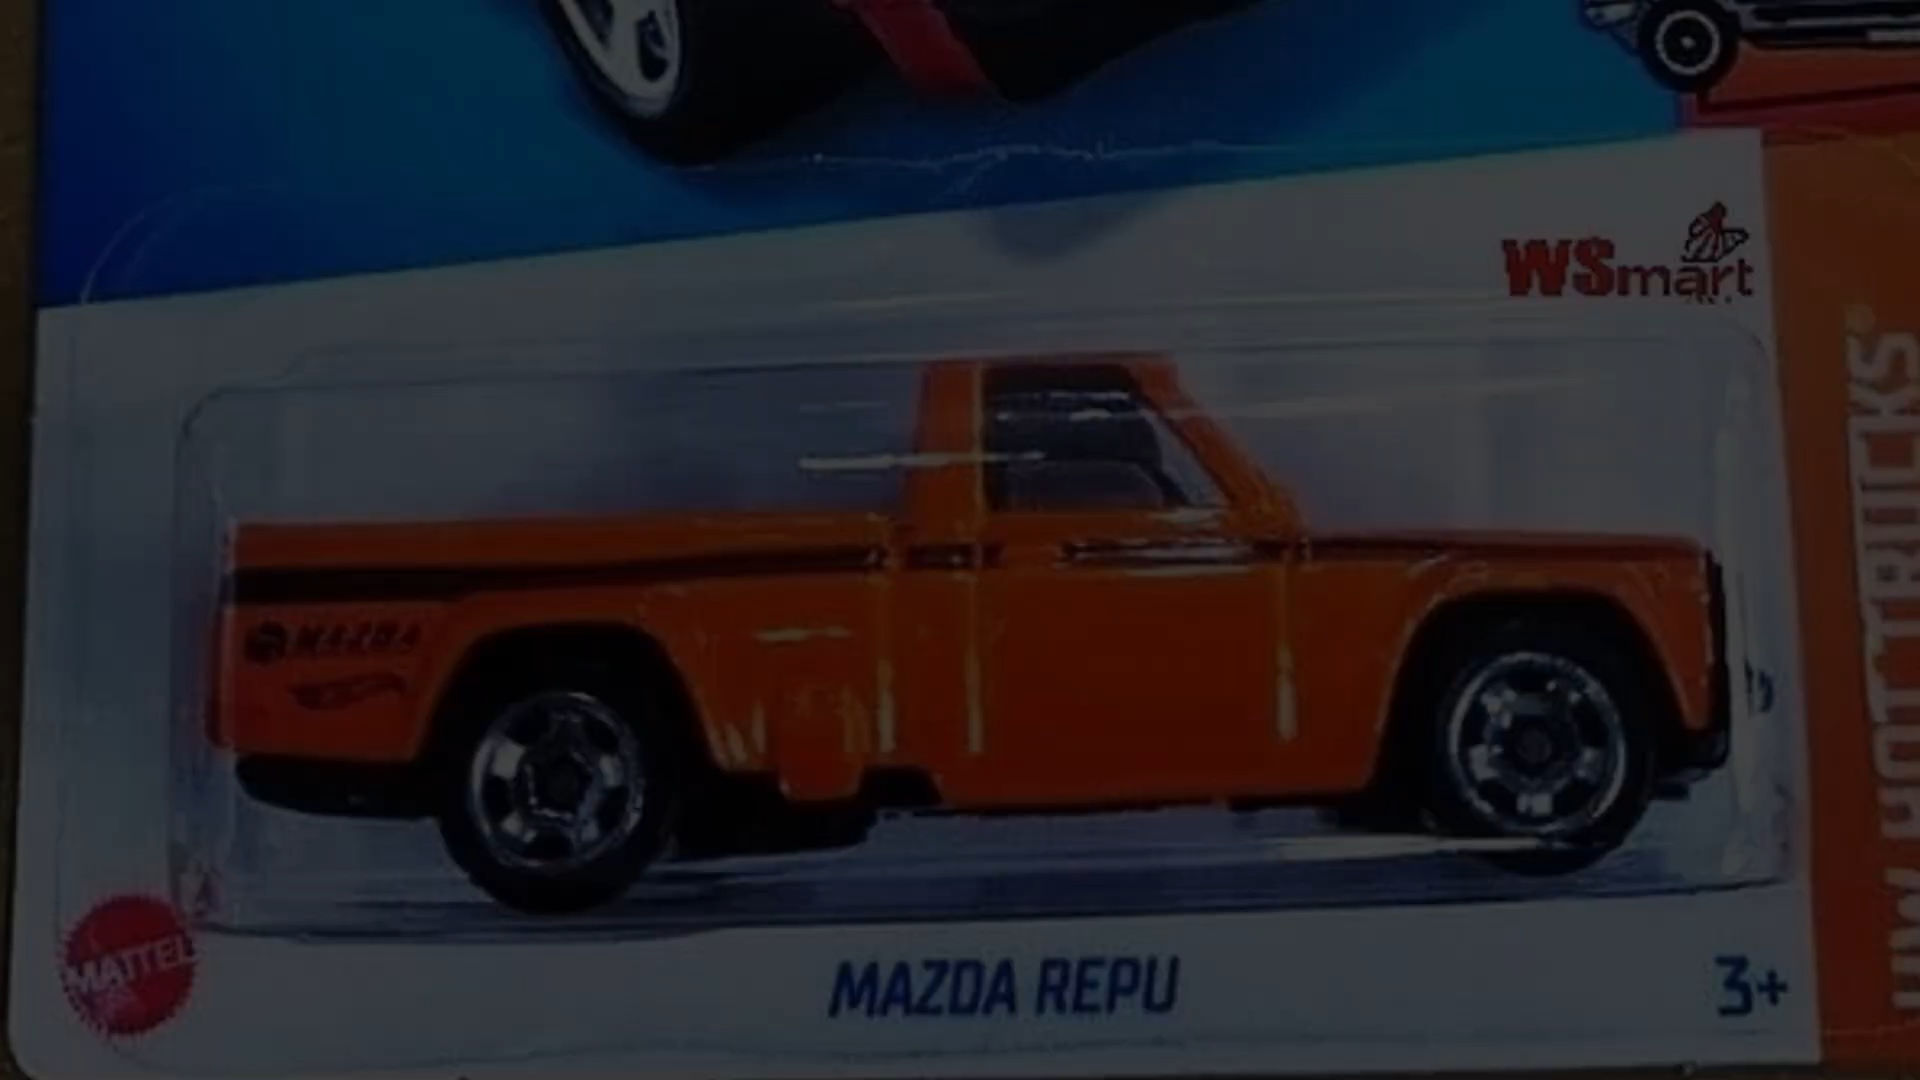 WSmart
HW HOT TRUCKS
MAZDA
MATTEL
MAZDA REPU
3+